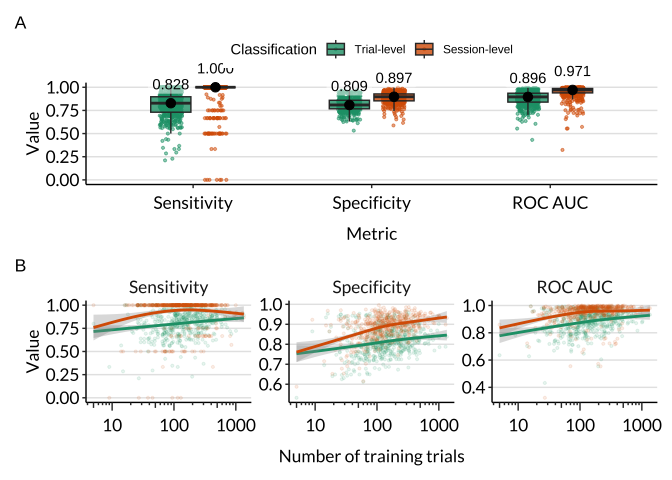 A
Classification Trial-level Session-level
0.828 1.000 0.809 0.897 0.896 0.971
1.00
0.75
0.50
0.25
0.00
Value
Sensitivity Specificity ROC AUC
Metric
B
Sensitivity Specificity ROC AUC
1.00 1.0 1.0
0.75 0.9 0.8
0.50 0.8 0.6
0.25 0.7 0.4
0.00 0.6
Value
10 100 1000 10 100 1000 10 100 1000
Number of training trials